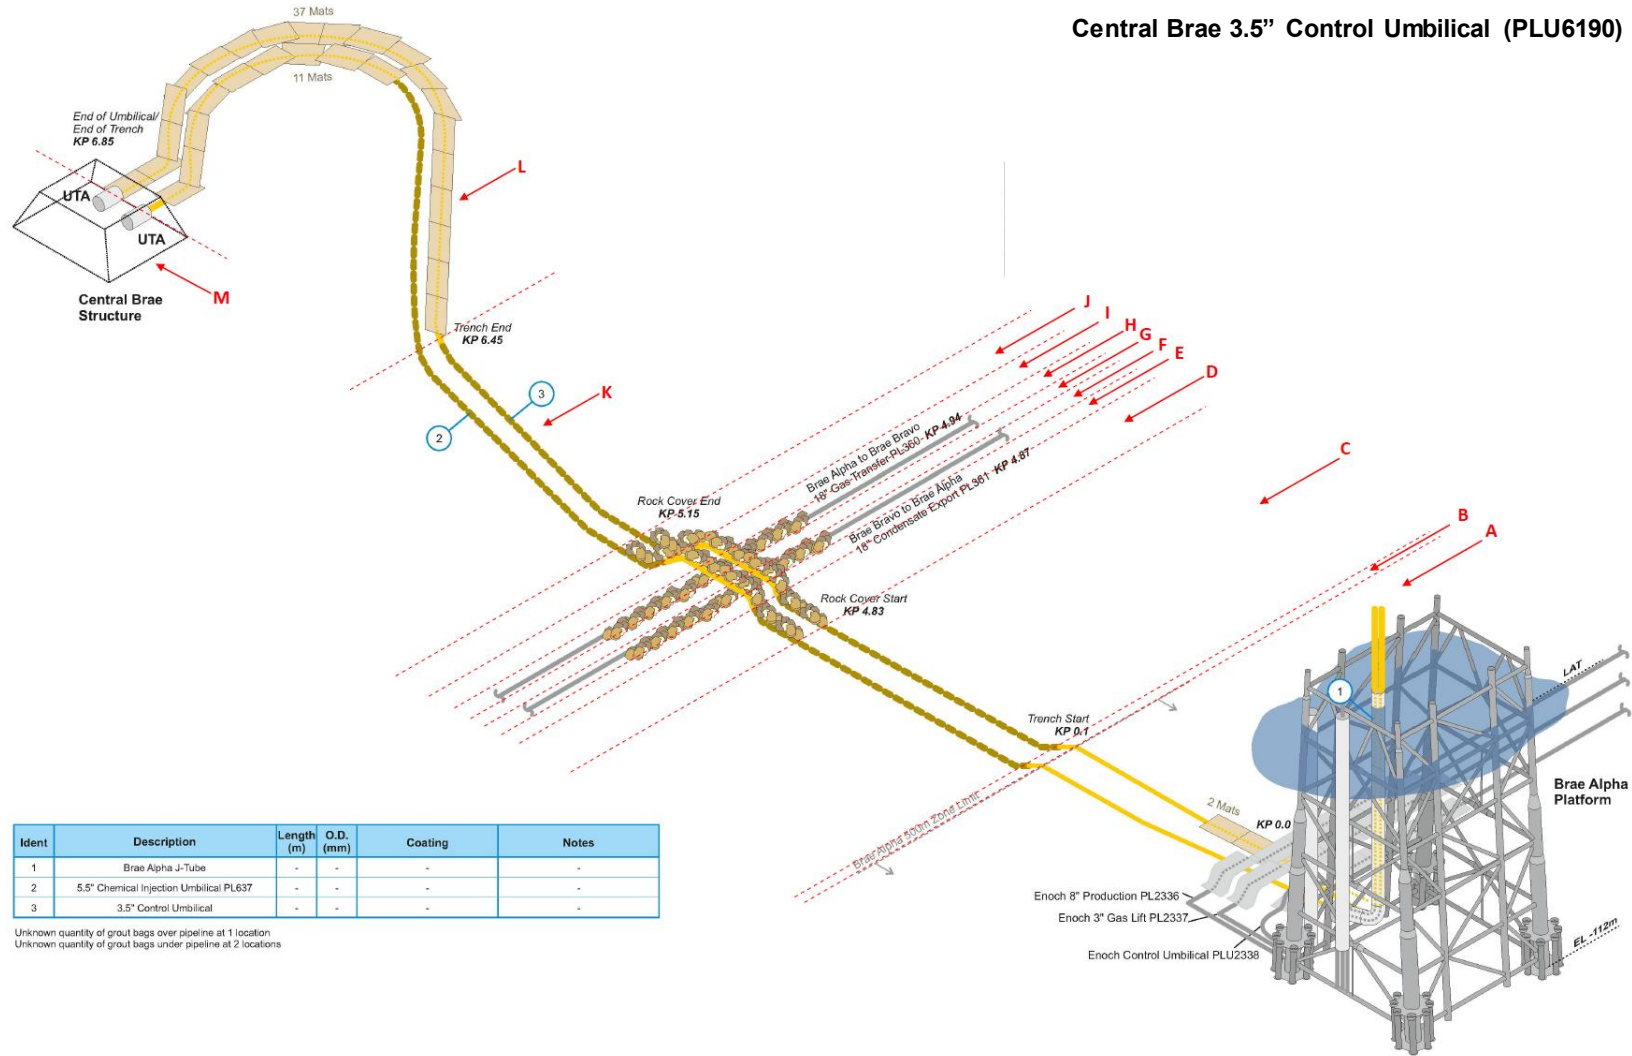 Central Brae 3.5” Control Umbilical (PLU6190)
37 Mats
11 Mats
End of Umbilical/
End of Trench
KP 6.85
UTA
UTA
Central Brae
Structure
M
L
Trench End
KP 6.45
K
3
2
J
I
H
G
F
E
D
C
B
A
Brae Alpha to Brae Bravo
18" Gas Transfer PL360 KP 4.94
Brae Bravo to Brae Alpha
18" Condensate Export PL361 KP 4.87
Rock Cover End
KP 5.15
Rock Cover Start
KP 4.83
Trench Start
KP 0.1
Brae Alpha 500m Zone Limit
2 Mats
KP 0.0
1
LAT
Brae Alpha
Platform
EL -112m
Enoch 8" Production PL2336
Enoch 3" Gas Lift PL2337
Enoch Control Umbilical PLU2338
Ident Description Length (m) O.D. (mm) Coating Notes
1 Brae Alpha J-Tube - - - -
2 5.5" Chemical Injection Umbilical PL637 - - - -
3 3.5" Control Umbilical - - - -
Unknown quantity of grout bags over pipeline at 1 location
Unknown quantity of grout bags under pipeline at 2 locations